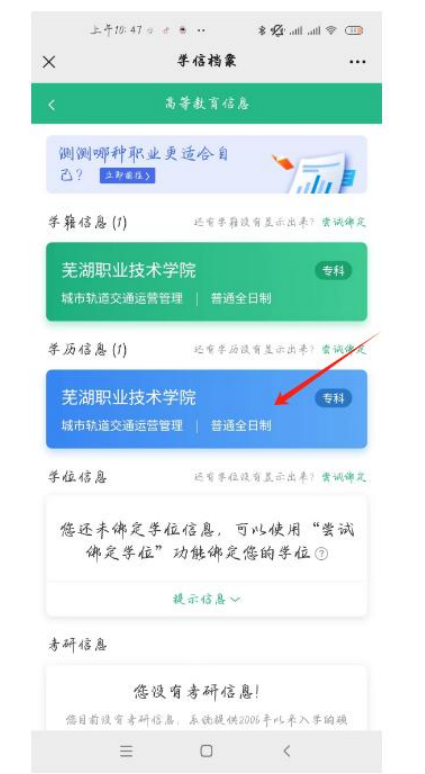 上午10:47
学信档案
高等教育信息
测测哪种职业更适合自
己? 立即前往>
学籍信息 (1) 还有学籍没有显示出来? 尝试绑定
芜湖职业技术学院 专科
城市轨道交通运营管理 | 普通全日制
学历信息 (1) 还有学历没有显示出来? 尝试绑定
芜湖职业技术学院 专科
城市轨道交通运营管理 | 普通全日制
学位信息 还有学位没有显示出来? 尝试绑定
您还未绑定学位信息, 可以使用“尝试
绑定学位”功能绑定您的学位?
提示信息
考研信息
您没有考研信息!
您目前没有考研信息, 系统提供2006年以来入学的硕